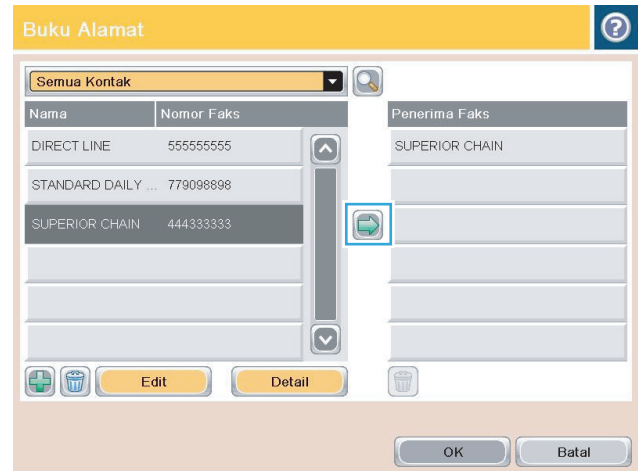 Buku Alamat
Semua Kontak
Nama Nomor Faks Penerima Faks
DIRECT LINE 555555555 SUPERIOR CHAIN
STANDARD DAILY ... 779098898
SUPERIOR CHAIN 444333333
Edit Detail
OK Batal